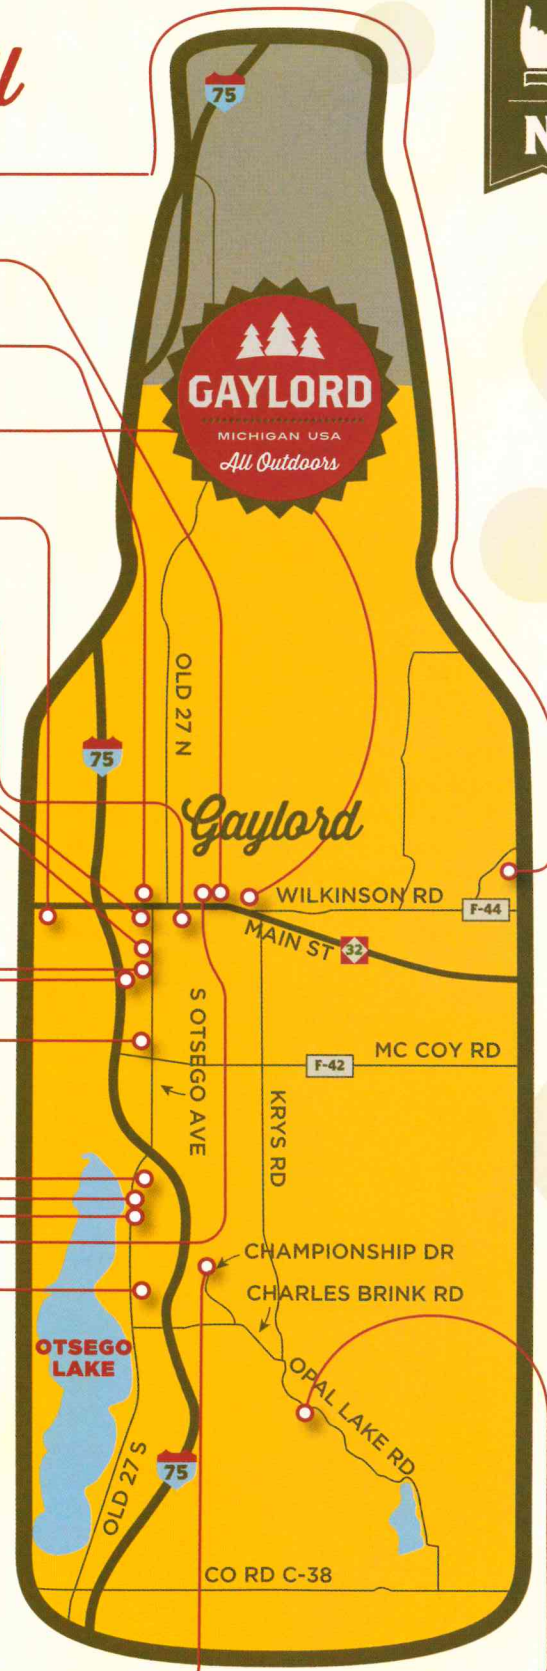 75
GAYLORD
MICHIGAN USA
All Outdoors
OLD 27 N
75
Gaylord
WILKINSON RD
F-44
MAIN ST
32
S OTSEGO AVE
MC COY RD
F-42
KRYS RD
CHAMPIONSHIP DR
CHARLES BRINK RD
OTSEGO
LAKE
OPAL LAKE RD
OLD 27 S
75
CO RD C-38